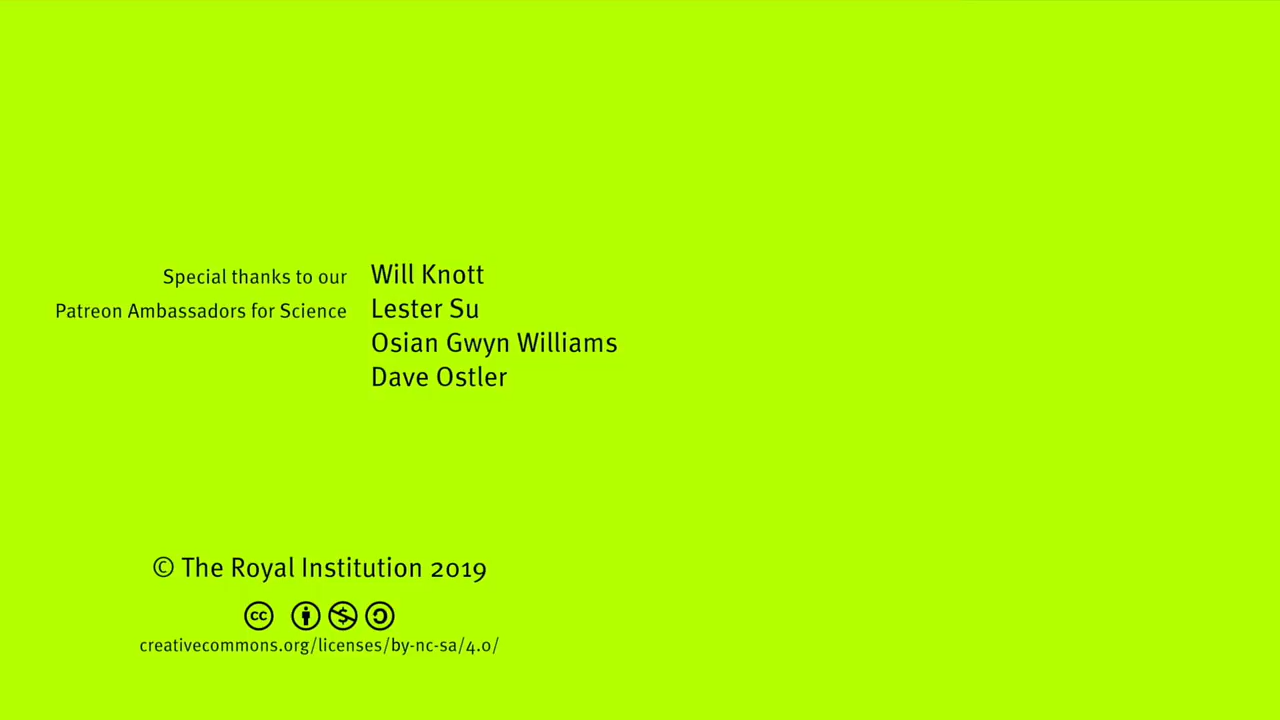 Special thanks to our Will Knott
Patreon Ambassadors for Science Lester Su
Osian Gwyn Williams
Dave Ostler
© The Royal Institution 2019
cc
creativecommons.org/licenses/by-nc-sa/4.0/